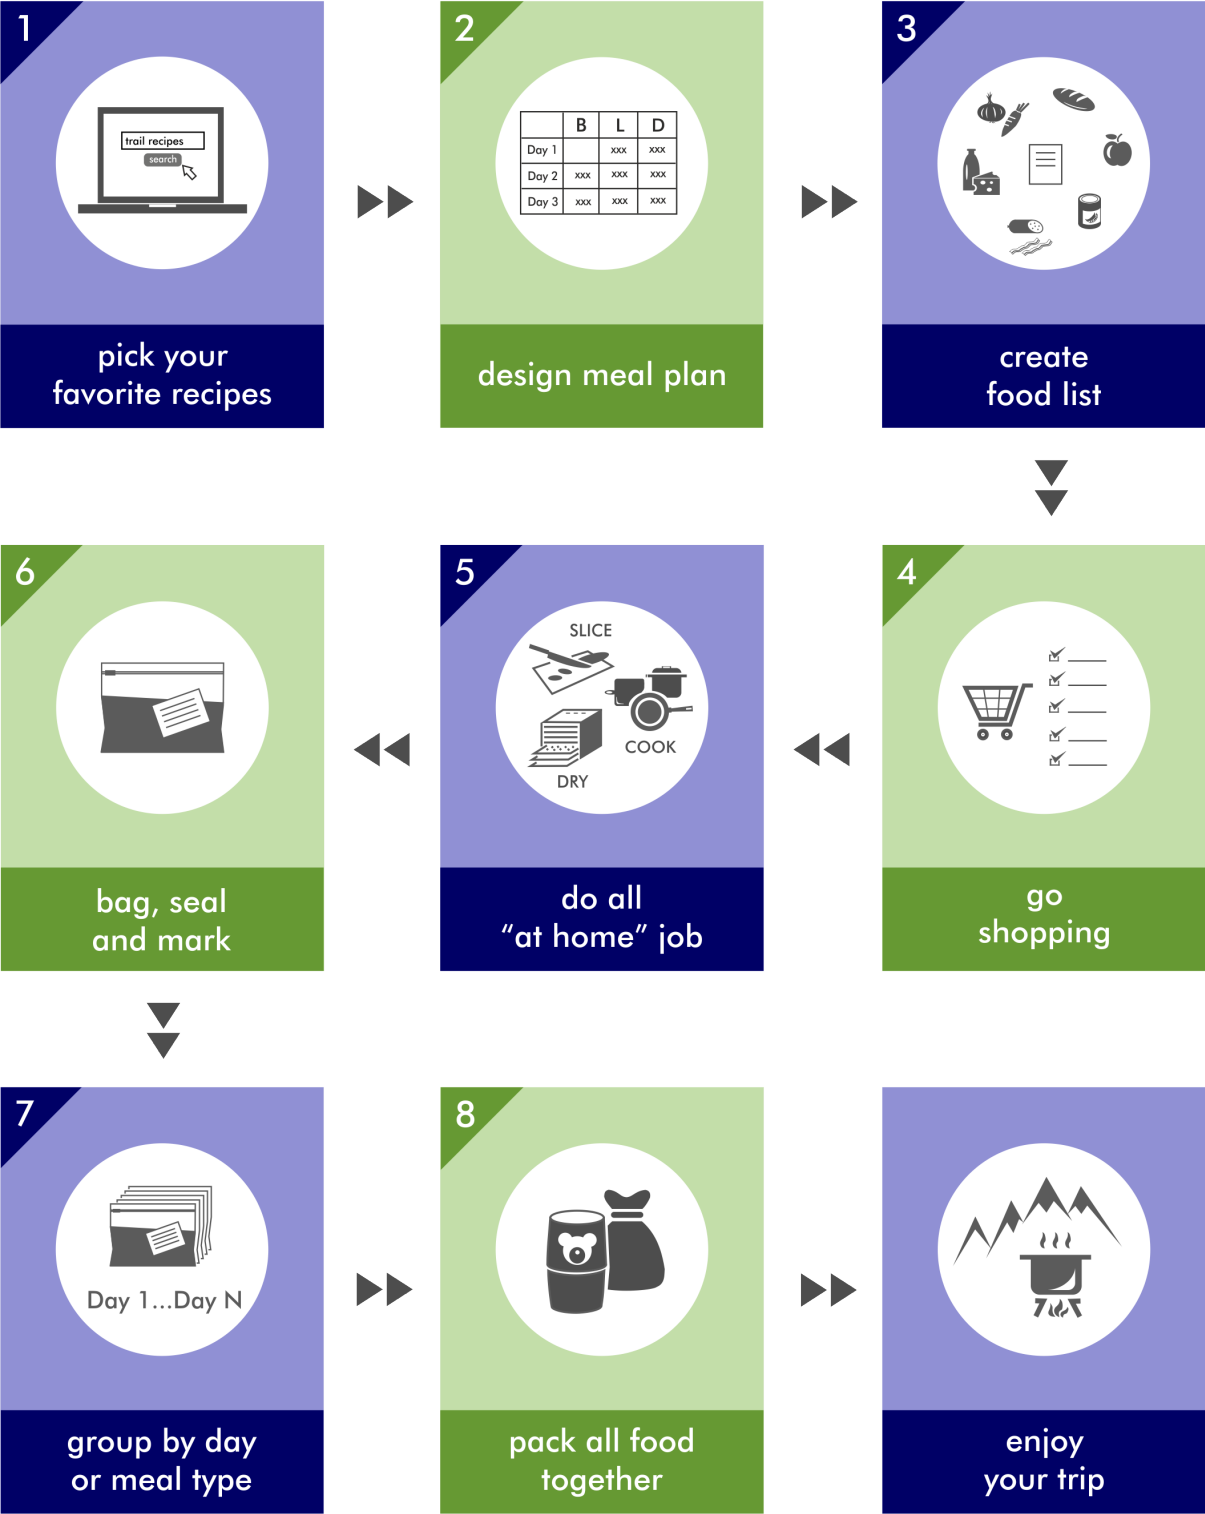 1
trail recipes
search
pick your
favorite recipes
2
B L D
Day 1 xxx xxx
Day 2 xxx xxx xxx
Day 3 xxx xxx xxx
design meal plan
3
create
food list
4
go
shopping
5
SLICE
COOK
DRY
do all
“at home” job
6
bag, seal
and mark
7
Day 1...Day N
group by day
or meal type
8
pack all food
together
enjoy
your trip